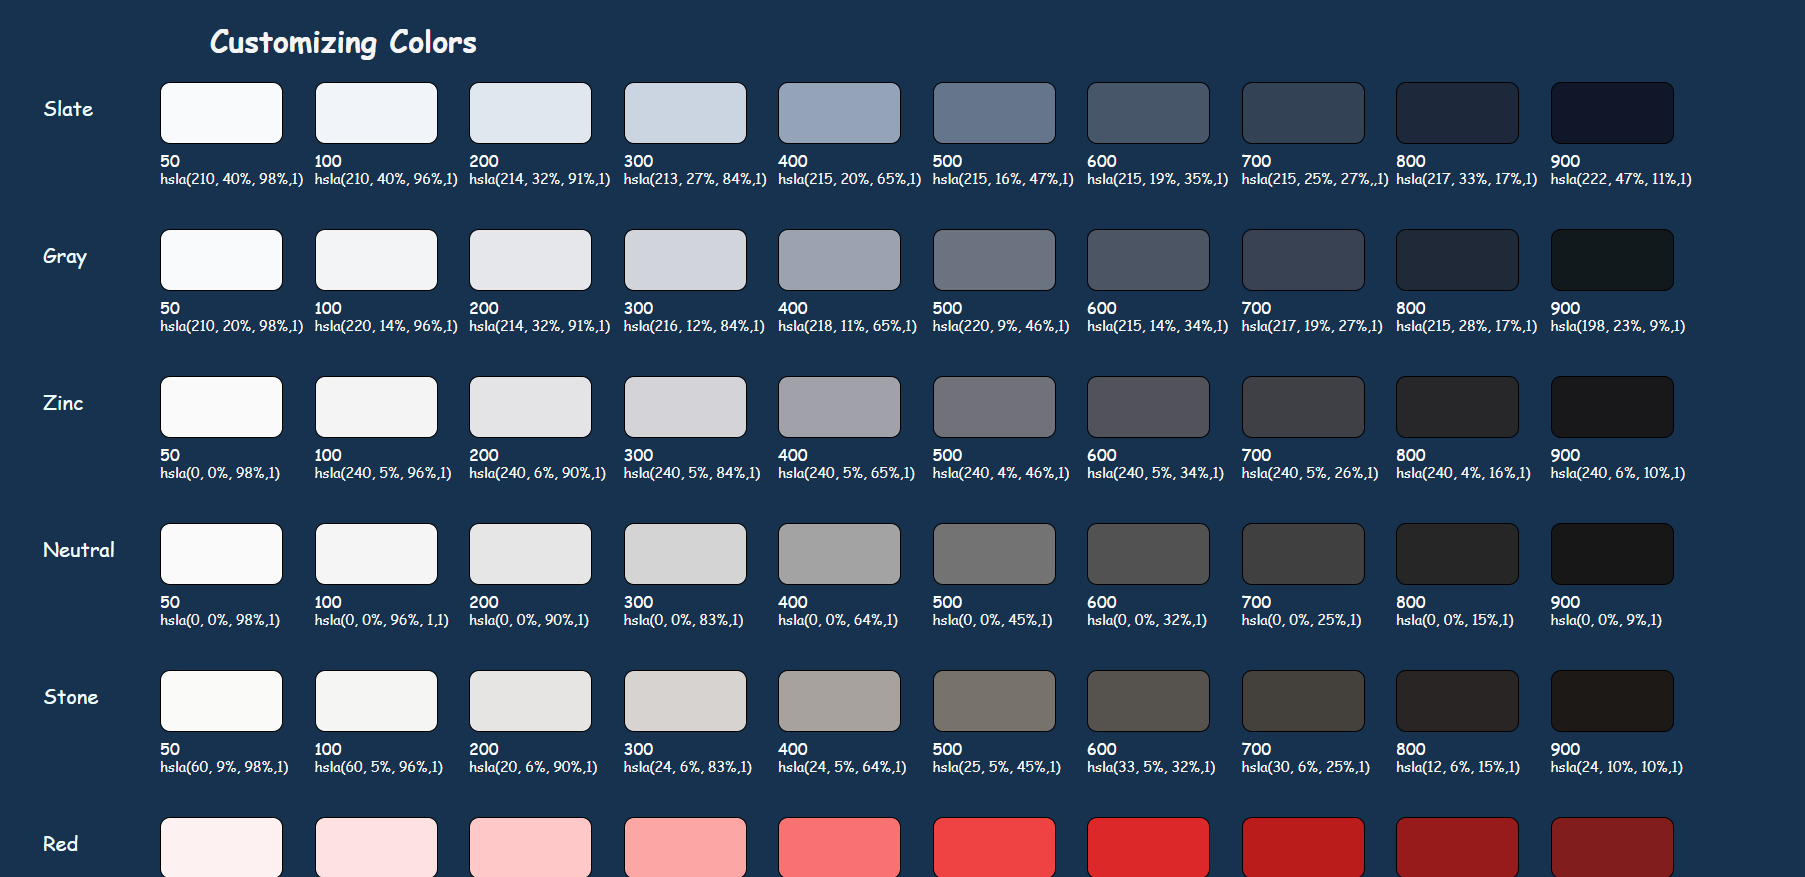 Customizing Colors
Slate
50 100 200 300 400 500 600 700 800 900
hsla(210, 40%, 98%,1) hsla(210, 40%, 96%,1) hsla(214, 32%, 91%,1) hsla(213, 27%, 84%,1) hsla(215, 20%, 65%,1) hsla(215, 16%, 47%,1) hsla(215, 19%, 35%,1) hsla(215, 25%, 27%,,1) hsla(217, 33%, 17%,1) hsla(222, 47%, 11%,1)
Gray
50 100 200 300 400 500 600 700 800 900
hsla(210, 20%, 98%,1) hsla(220, 14%, 96%,1) hsla(214, 32%, 91%,1) hsla(216, 12%, 84%,1) hsla(218, 11%, 65%,1) hsla(220, 9%, 46%,1) hsla(215, 14%, 34%,1) hsla(217, 19%, 27%,1) hsla(215, 28%, 17%,1) hsla(198, 23%, 9%,1)
Zinc
50 100 200 300 400 500 600 700 800 900
hsla(0, 0%, 98%,1) hsla(240, 5%, 96%,1) hsla(240, 6%, 90%,1) hsla(240, 5%, 84%,1) hsla(240, 5%, 65%,1) hsla(240, 4%, 46%,1) hsla(240, 5%, 34%,1) hsla(240, 5%, 26%,1) hsla(240, 4%, 16%,1) hsla(240, 6%, 10%,1)
Neutral
50 100 200 300 400 500 600 700 800 900
hsla(0, 0%, 98%,1) hsla(0, 0%, 96%, 1,1) hsla(0, 0%, 90%,1) hsla(0, 0%, 83%,1) hsla(0, 0%, 64%,1) hsla(0, 0%, 45%,1) hsla(0, 0%, 32%,1) hsla(0, 0%, 25%,1) hsla(0, 0%, 15%,1) hsla(0, 0%, 9%,1)
Stone
50 100 200 300 400 500 600 700 800 900
hsla(60, 9%, 98%,1) hsla(60, 5%, 96%,1) hsla(20, 6%, 90%,1) hsla(24, 6%, 83%,1) hsla(24, 5%, 64%,1) hsla(25, 5%, 45%,1) hsla(33, 5%, 32%,1) hsla(30, 6%, 25%,1) hsla(12, 6%, 15%,1) hsla(24, 10%, 10%,1)
Red